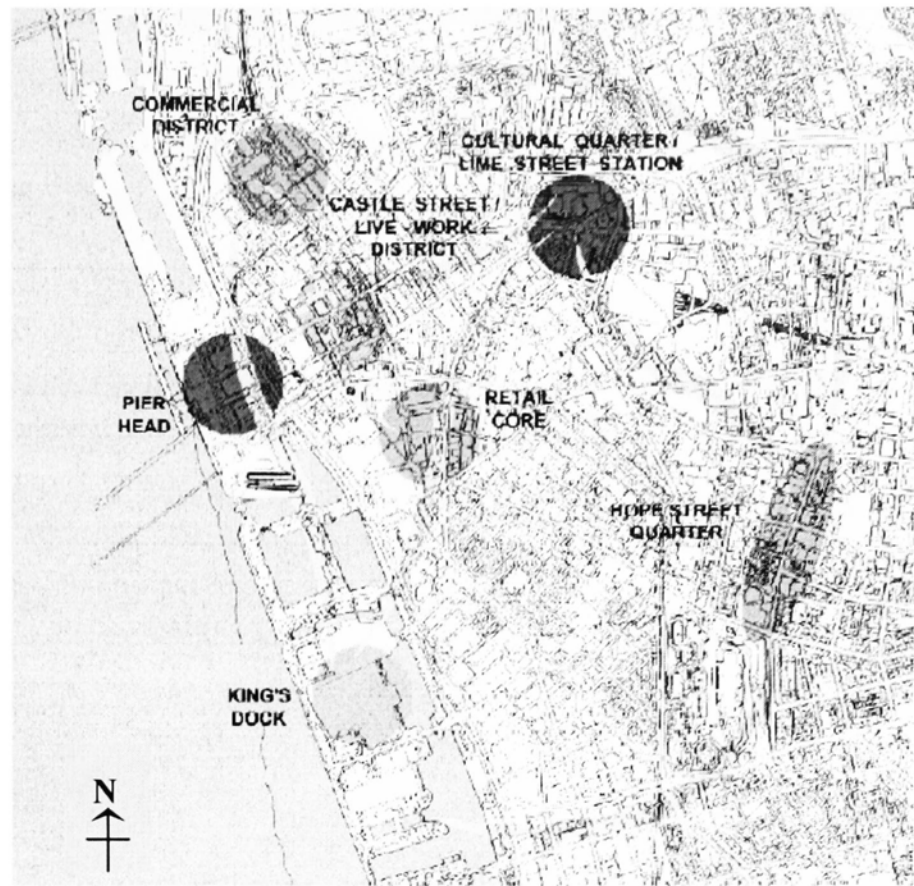 COMMERCIAL
DISTRICT
CULTURAL QUARTER /
LIME STREET STATION
CASTLE STREET /
LIVE - WORK /
DISTRICT
PIER
HEAD
RETAIL
CORE
HOPE STREET
QUARTER
KING'S
DOCK
N